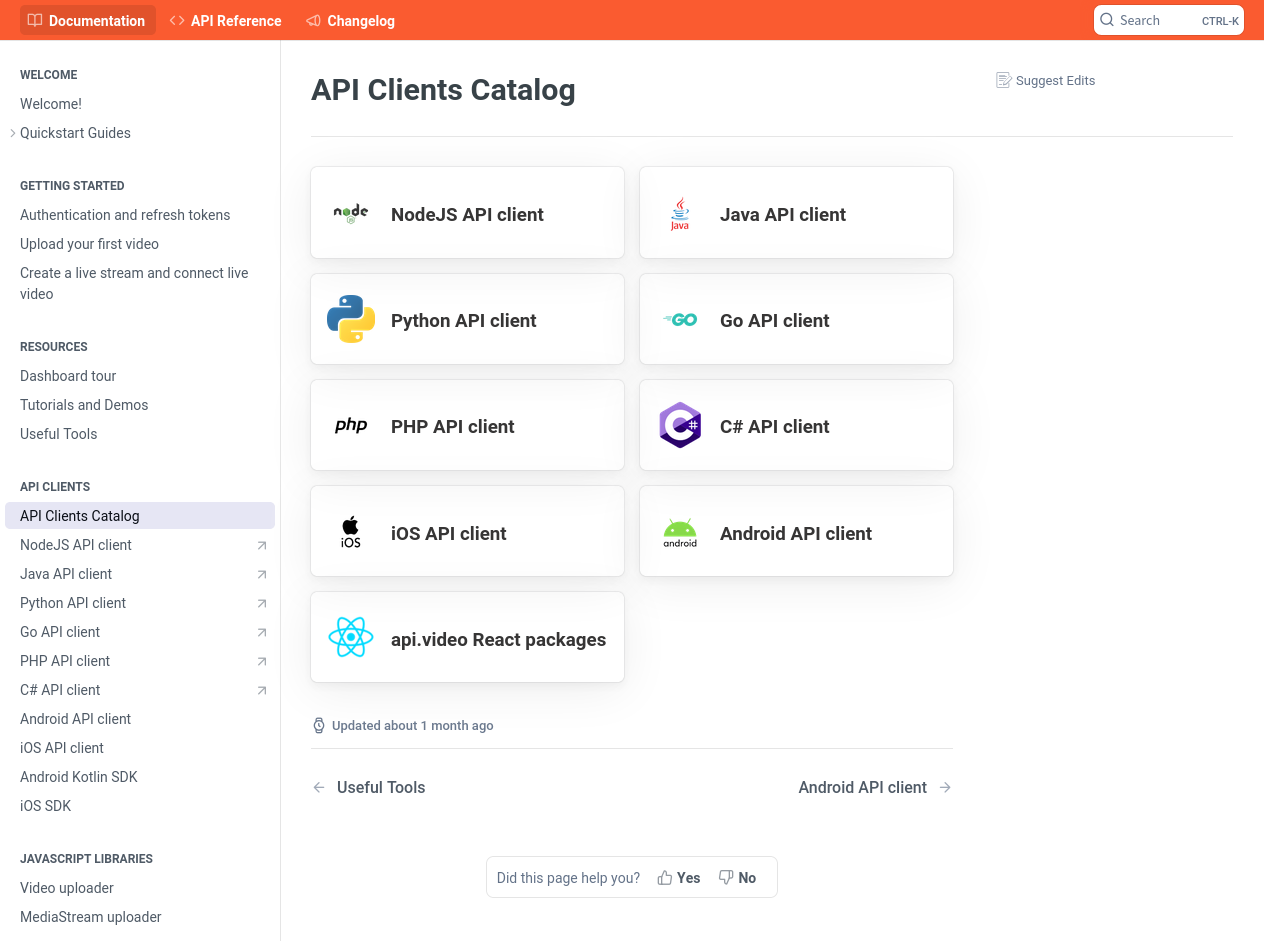 Documentation
API Reference
Changelog
Search
CTRL-K
WELCOME
Welcome!
Quickstart Guides
GETTING STARTED
Authentication and refresh tokens
Upload your first video
Create a live stream and connect live
video
RESOURCES
Dashboard tour
Tutorials and Demos
Useful Tools
API CLIENTS
API Clients Catalog
NodeJS API client
Java API client
Python API client
Go API client
PHP API client
C# API client
Android API client
iOS API client
Android Kotlin SDK
iOS SDK
JAVASCRIPT LIBRARIES
Video uploader
MediaStream uploader
API Clients Catalog
Suggest Edits
node
JS
NodeJS API client
Java
Java API client
Python API client
GO
Go API client
php
PHP API client
C#
C# API client
iOS
iOS API client
android
Android API client
api.video React packages
Updated about 1 month ago
Useful Tools
Android API client
Did this page help you?
Yes
No